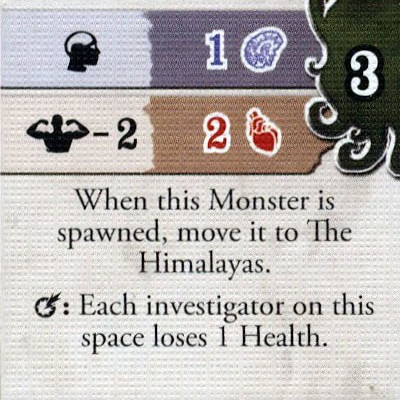 1
3
-2 2
When this Monster is
spawned, move it to The
Himalayas.
: Each investigator on this
space loses 1 Health.